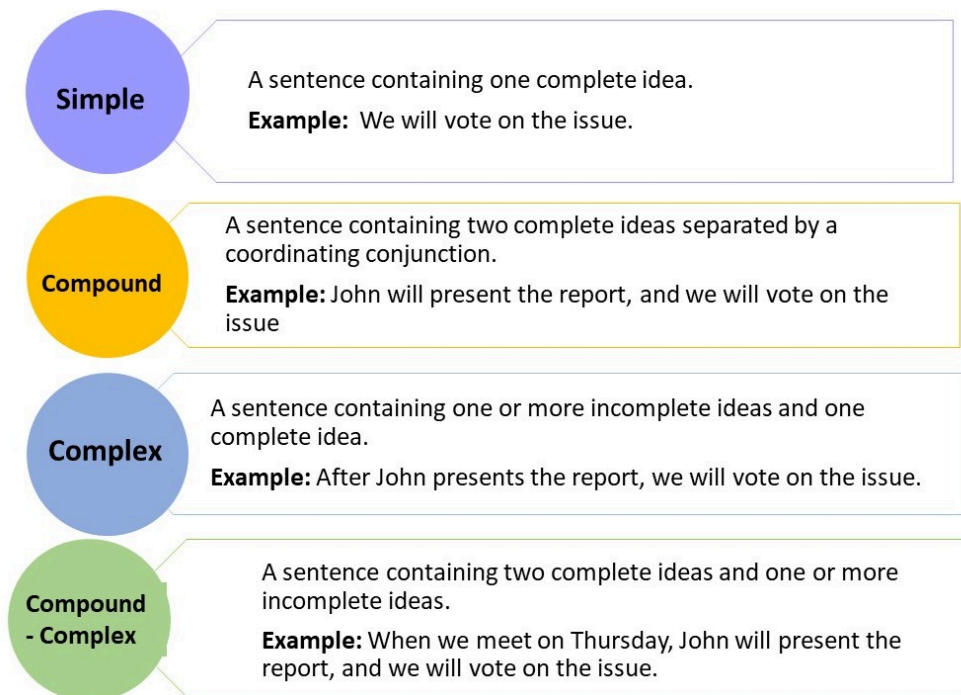 Simple
A sentence containing one complete idea.
Example: We will vote on the issue.
Compound
A sentence containing two complete ideas separated by a
coordinating conjunction.
Example: John will present the report, and we will vote on the
issue
Complex
A sentence containing one or more incomplete ideas and one
complete idea.
Example: After John presents the report, we will vote on the issue.
Compound
- Complex
A sentence containing two complete ideas and one or more
incomplete ideas.
Example: When we meet on Thursday, John will present the
report, and we will vote on the issue.